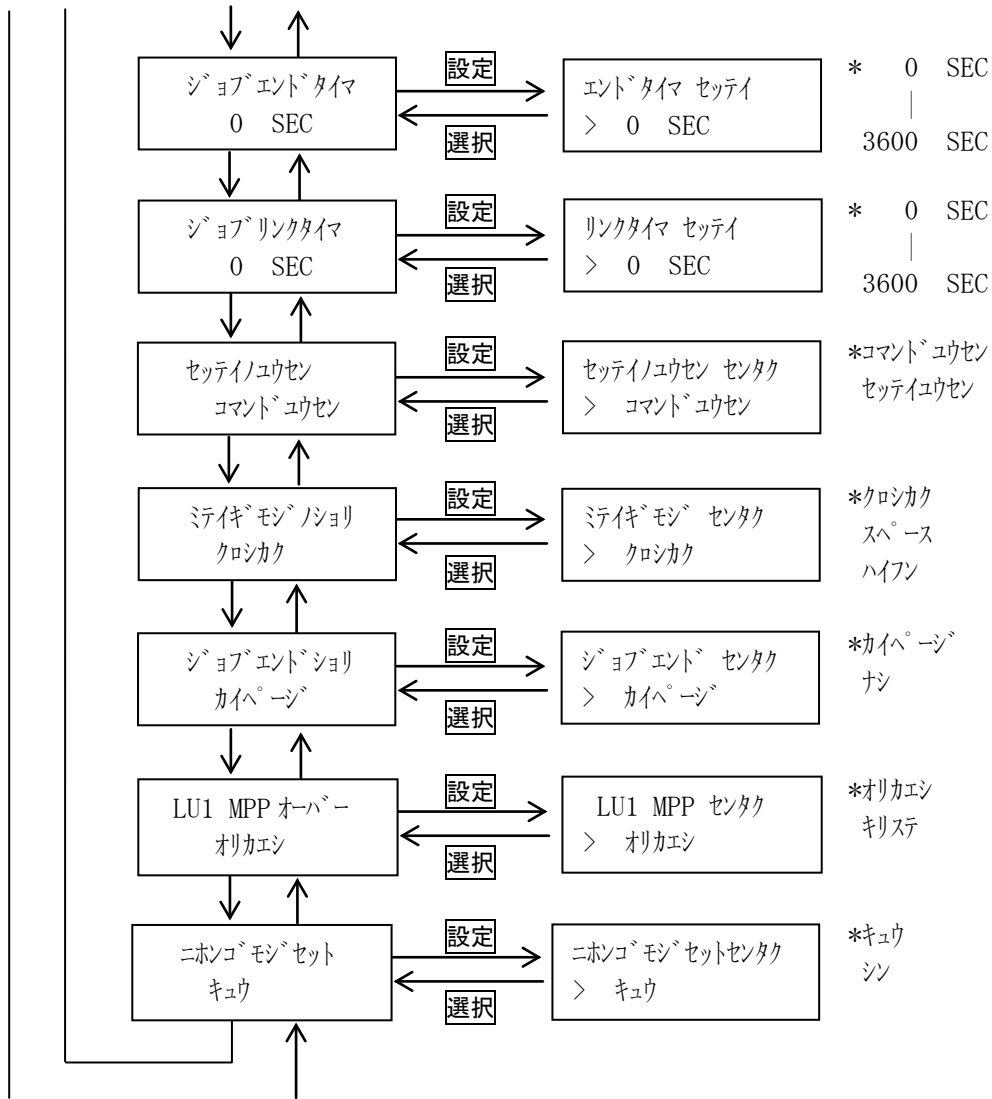 設定
ｼﾞｮﾌﾞｴﾝﾄﾞﾀｲﾏ
0 SEC
ｴﾝﾄﾞﾀｲﾏ ｾｯﾃｲ
> 0 SEC
* 0 SEC
|
3600 SEC
選択
設定
ｼﾞｮﾌﾞﾘﾝｸﾀｲﾏ
0 SEC
ﾘﾝｸﾀｲﾏ ｾｯﾃｲ
> 0 SEC
* 0 SEC
|
3600 SEC
選択
設定
ｾｯﾃｲﾉﾕｳｾﾝ
ｺﾏﾝﾄﾞﾕｳｾﾝ
ｾｯﾃｲﾉﾕｳｾﾝ ｾﾝﾀｸ
> ｺﾏﾝﾄﾞﾕｳｾﾝ
*ｺﾏﾝﾄﾞﾕｳｾﾝ
ｾｯﾃｲﾕｳｾﾝ
選択
設定
ﾐﾃｲｷﾞﾓｼﾞﾉｼｮﾘ
ｸﾛｼｶｸ
ﾐﾃｲｷﾞﾓｼﾞ ｾﾝﾀｸ
> ｸﾛｼｶｸ
*ｸﾛｼｶｸ
ｽﾍﾟｰｽ
ﾊｲﾌﾝ
選択
設定
ｼﾞｮﾌﾞｴﾝﾄﾞｼｮﾘ
ｶｲﾍﾟｰｼﾞ
ｼﾞｮﾌﾞｴﾝﾄﾞ ｾﾝﾀｸ
> ｶｲﾍﾟｰｼﾞ
*ｶｲﾍﾟｰｼﾞ
ﾅｼ
選択
設定
LU1 MPP ｵｰﾊﾞｰ
ｵﾘｶｴｼ
LU1 MPP ｾﾝﾀｸ
> ｵﾘｶｴｼ
*ｵﾘｶｴｼ
ｷﾘｽﾃ
選択
設定
ﾆﾎﾝｺﾞﾓｼﾞｾｯﾄ
ｷｭｳ
ﾆﾎﾝｺﾞﾓｼﾞｾｯﾄｾﾝﾀｸ
> ｷｭｳ
*ｷｭｳ
ｼﾝ
選択